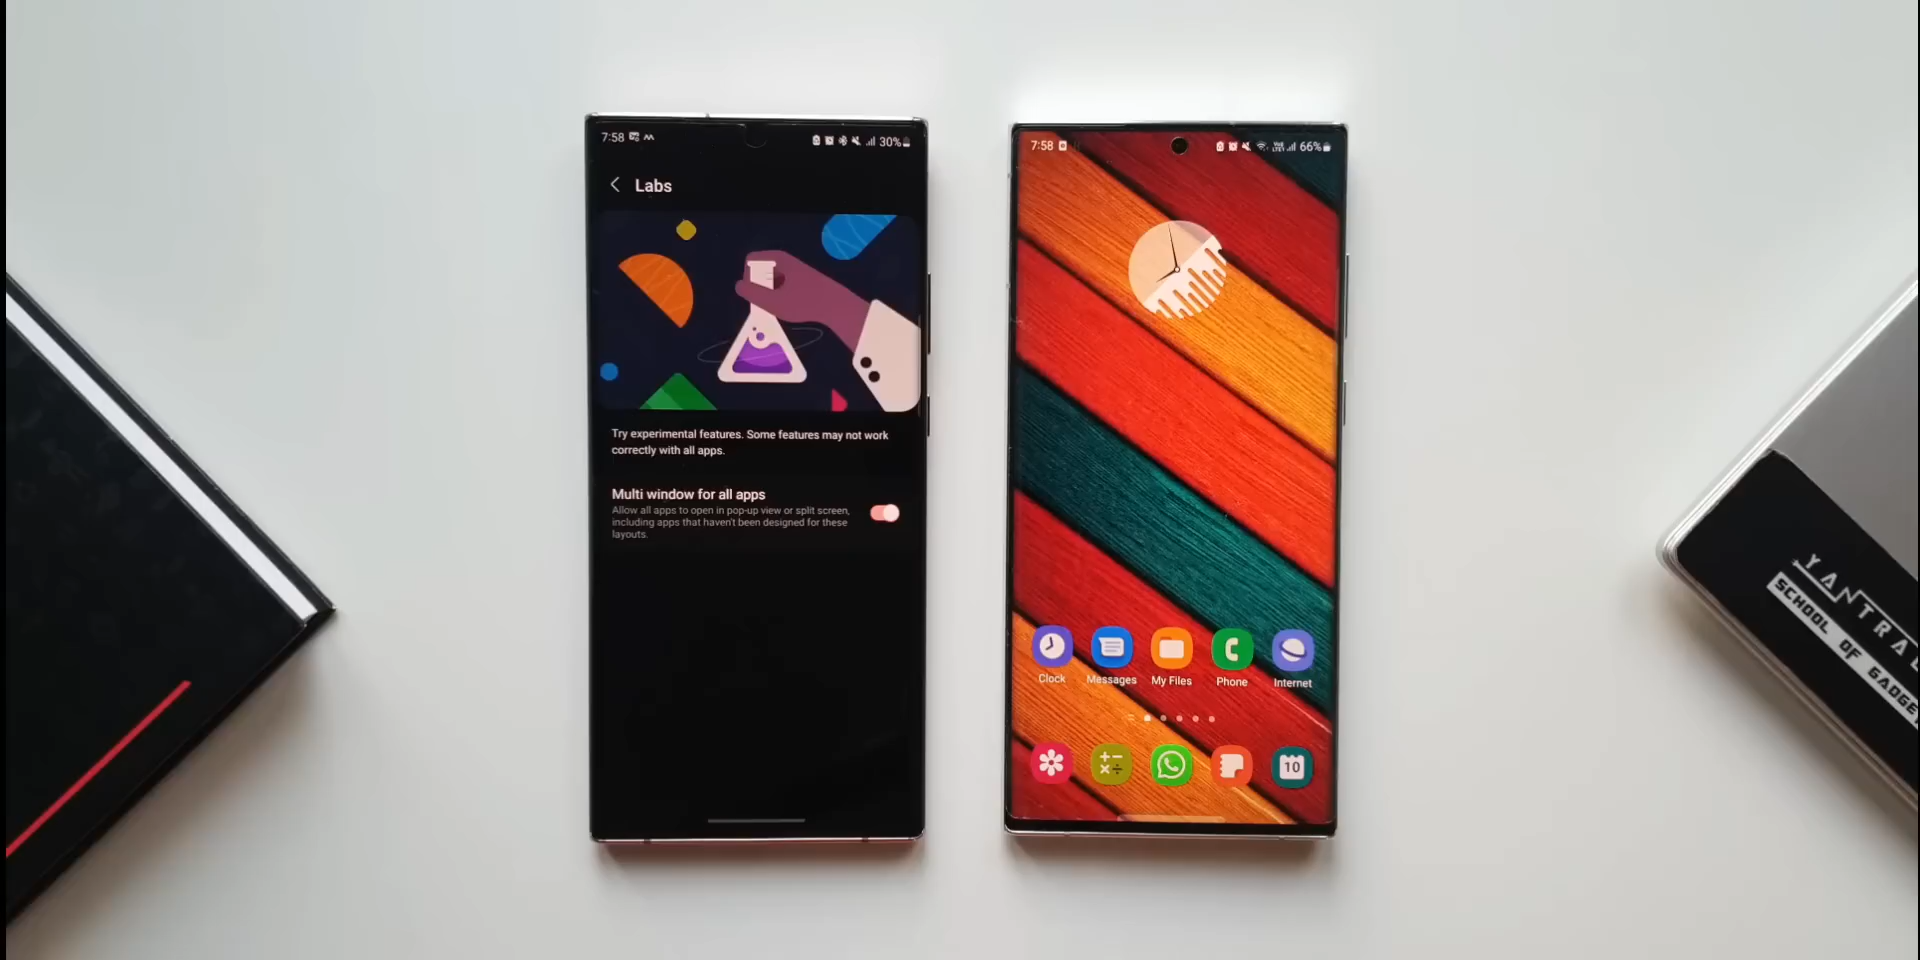 7:58
30%
Labs
Try experimental features. Some features may not work
correctly with all apps.
Multi window for all apps
Allow all apps to open in pop-up view or split screen,
including apps that haven't been designed for these
layouts.
7:58
66%
Clock
Messages
My Files
Phone
Internet
10
SCHOOL OF